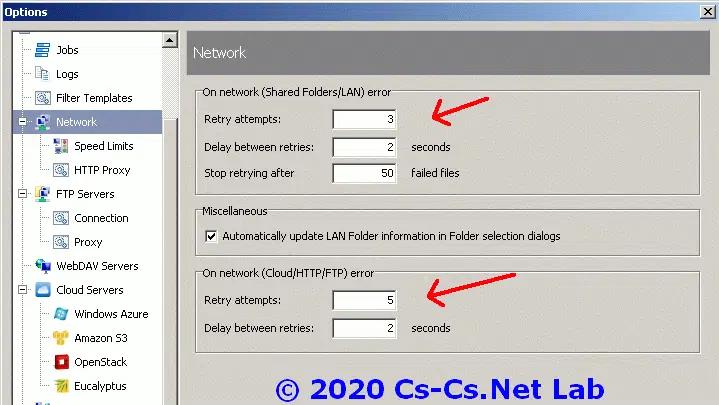 Options
Jobs
Logs
Filter Templates
Network
Speed Limits
HTTP Proxy
FTP Servers
Connection
Proxy
WebDAV Servers
Cloud Servers
Windows Azure
Amazon S3
OpenStack
Eucalyptus
Network
On network (Shared Folders/LAN) error
Retry attempts: 3
Delay between retries: 2 seconds
Stop retrying after 50 failed files
Miscellaneous
Automatically update LAN Folder information in Folder selection dialogs
On network (Cloud/HTTP/FTP) error
Retry attempts: 5
Delay between retries: 2 seconds
© 2020 Cs-Cs.Net Lab